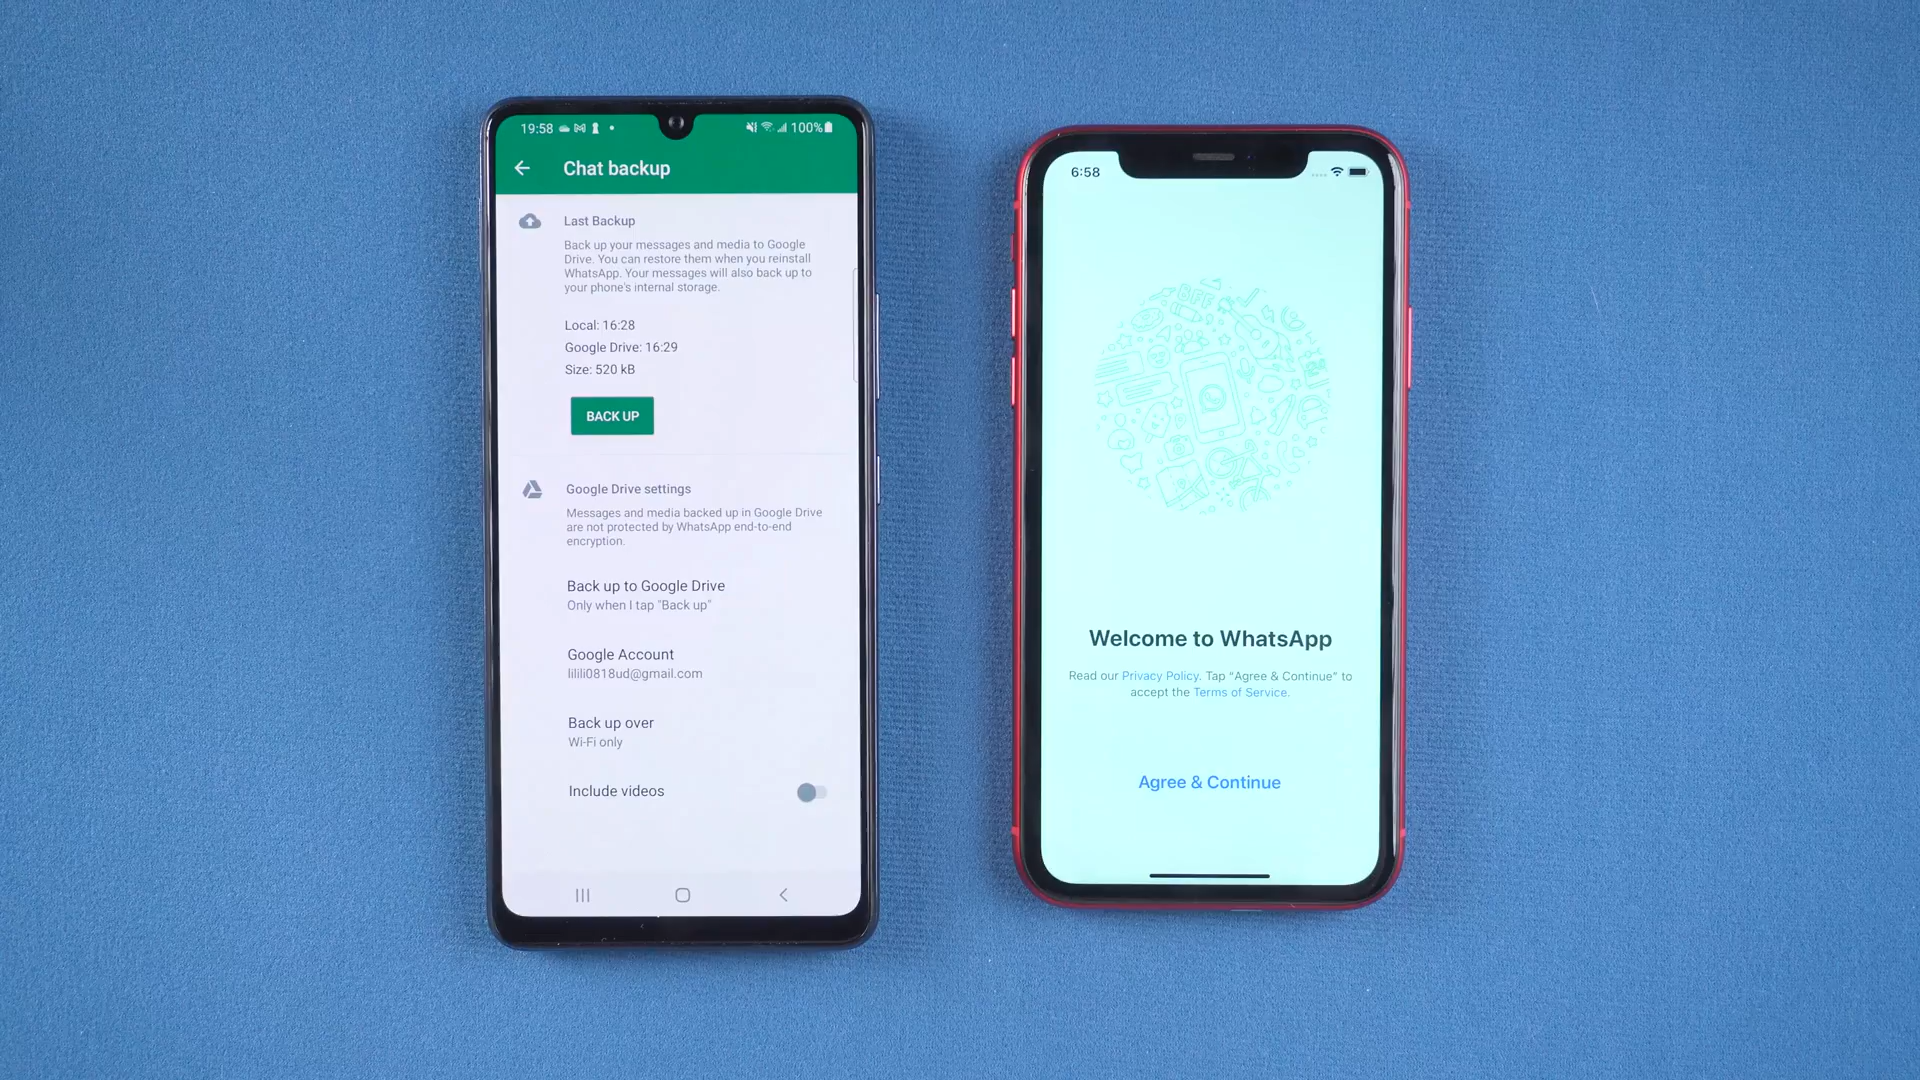 19:58
100%
Chat backup
Last Backup
Back up your messages and media to Google
Drive. You can restore them when you reinstall
WhatsApp. Your messages will also back up to
your phone's internal storage.
Local: 16:28
Google Drive: 16:29
Size: 520 kB
BACK UP
Google Drive settings
Messages and media backed up in Google Drive
are not protected by WhatsApp end-to-end
encryption.
Back up to Google Drive
Only when I tap "Back up"
Google Account
lilili0818ud@gmail.com
Back up over
Wi-Fi only
Include videos
6:58
OFF
Welcome to WhatsApp
Read our Privacy Policy. Tap “Agree & Continue” to
accept the Terms of Service.
Agree & Continue